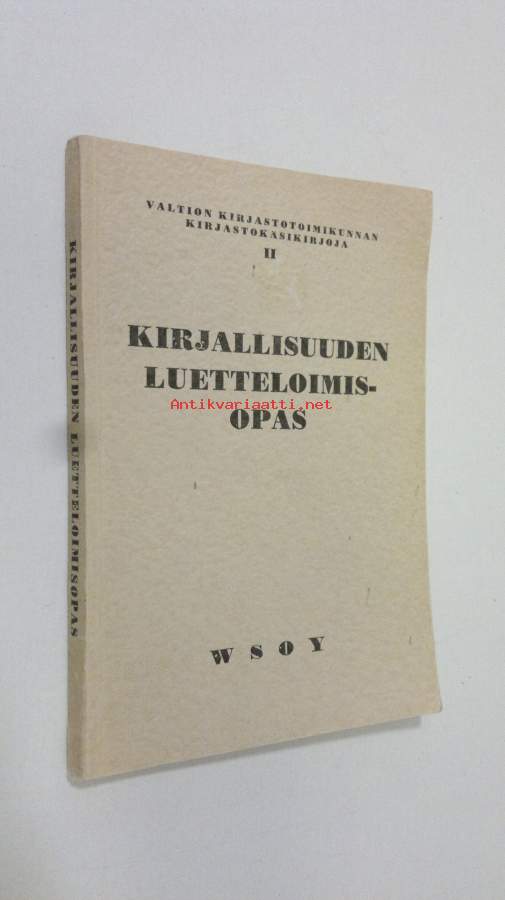 VALTION KIRJASTOTOIMIKUNNAN
KIRJASTOKÄSIKIRJOJA
II
KIRJALLISUUDEN
LUETTELOIMIS-
Antikvariaatti.net
OPAS
WSOY
KIRJALLISUUDEN LUETTELOIMISOPAS